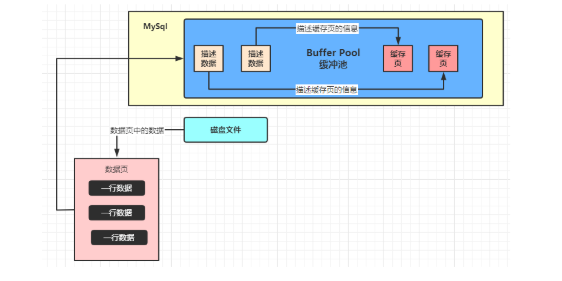 MySql
描述缓存页的信息
描述
数据
描述
数据
Buffer Pool
缓冲池
缓存
页
缓存
页
描述缓存页的信息
数据页中的数据
磁盘文件
数据页
一行数据
一行数据
一行数据